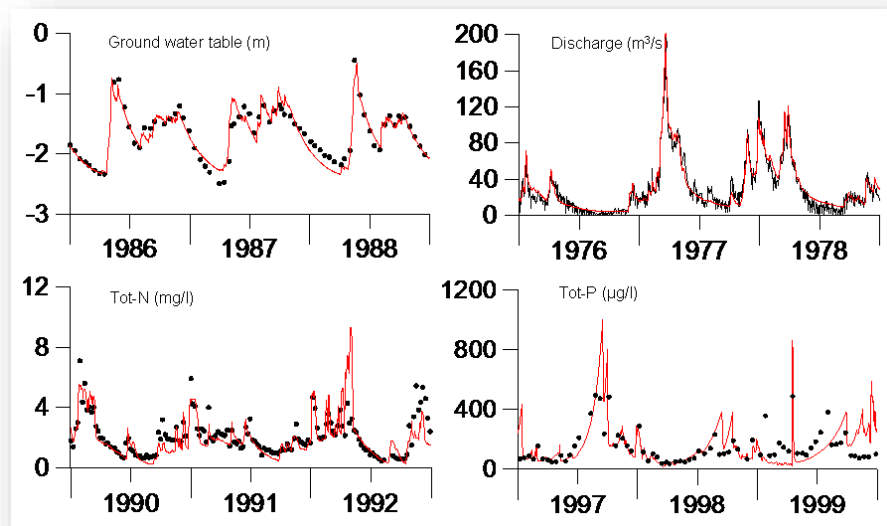 Ground water table (m)
0
-1
-2
-3
1986 1987 1988
Discharge (m³/s
200
160
120
80
40
0
1976 1977 1978
Tot-N (mg/l)
12
8
4
0
1990 1991 1992
Tot-P (µg/l)
1200
800
400
0
1997 1998 1999